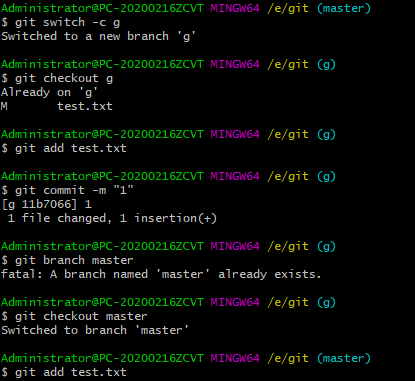 Administrator@PC-20200216ZCVT MINGW64 /e/git (master)
$ git switch -c g
Switched to a new branch 'g'
Administrator@PC-20200216ZCVT MINGW64 /e/git (g)
$ git checkout g
Already on 'g'
M       test.txt
Administrator@PC-20200216ZCVT MINGW64 /e/git (g)
$ git add test.txt
Administrator@PC-20200216ZCVT MINGW64 /e/git (g)
$ git commit -m "1"
[g 11b7066] 1
 1 file changed, 1 insertion(+)
Administrator@PC-20200216ZCVT MINGW64 /e/git (g)
$ git branch master
fatal: A branch named 'master' already exists.
Administrator@PC-20200216ZCVT MINGW64 /e/git (g)
$ git checkout master
Switched to branch 'master'
Administrator@PC-20200216ZCVT MINGW64 /e/git (master)
$ git add test.txt